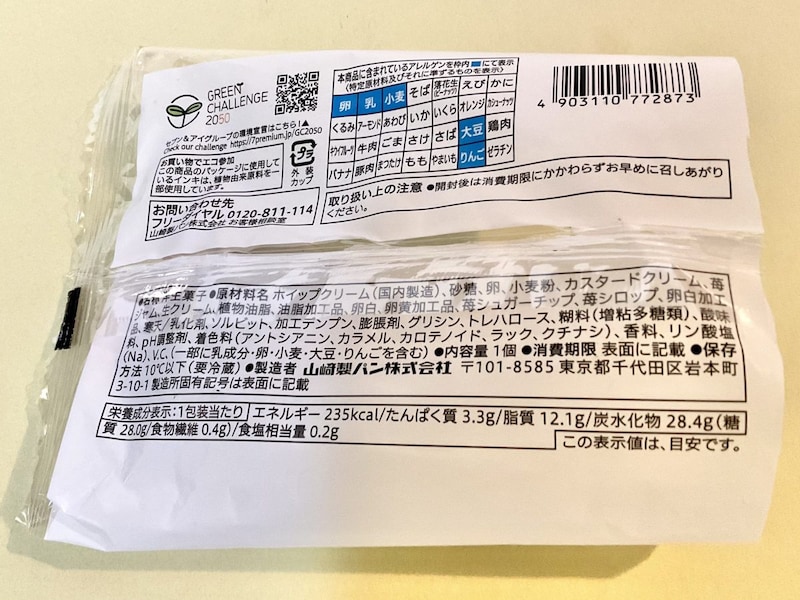 GREEN
CHALLENGE
2050
セブン&アイグループの環境宣言はこちら!▲
Check our challenge https://7premium.jp/GC2050
お買い物でエコ参加
この商品のパッケージに使用して
いるインキは、植物由来原料を一
部使用しています。
プラ
外 装
カップ
お問い合わせ先
フリーダイヤル 0120-811-114
山崎製パン株式会社 お客様相談室
本商品に含まれているアレルゲンを枠内■にて表示
〈特定原材料及びそれに準ずるものを表示〉
卵 乳 小麦 そば 落花生(ピーナッツ) えび かに
くるみ アーモンド あわび いか いくら オレンジ カシューナッツ
キウイフルーツ 牛肉 ごま さけ さば 大豆 鶏肉
バナナ 豚肉 まつたけ もも やまいも りんご ゼラチン
取り扱い上の注意 ●開封後は消費期限にかかわらずお早めに召しあがり
ください。
4 903110 772873
●名称 洋生菓子●原材料名 ホイップクリーム(国内製造)、砂糖、卵、小麦粉、カスタードクリーム、苺
ジャム、生クリーム、植物油脂、油脂加工品、卵白、卵黄加工品、苺シュガーチップ、苺シロップ、卵白加工
品、寒天/乳化剤、ソルビット、加工デンプン、膨脹剤、グリシン、トレハロース、糊料(増粘多糖類)、酸味
料、pH調整剤、着色料(アントシアニン、カラメル、カロテノイド、ラック、クチナシ)、香料、リン酸塩
(Na)、V.C、(一部に乳成分・卵・小麦・大豆・りんごを含む) ●内容量 1個 ●消費期限 表面に記載 ●保存
方法 10℃以下(要冷蔵) ●製造者 山崎製パン株式会社 〒101-8585 東京都千代田区岩本町
3-10-1 製造所固有記号は表面に記載
栄養成分表示:1包装当たり エネルギー 235kcal/たんぱく質 3.3g/脂質 12.1g/炭水化物 28.4g(糖
質 28.0g/食物繊維 0.4g)/食塩相当量 0.2g
この表示値は、目安です。